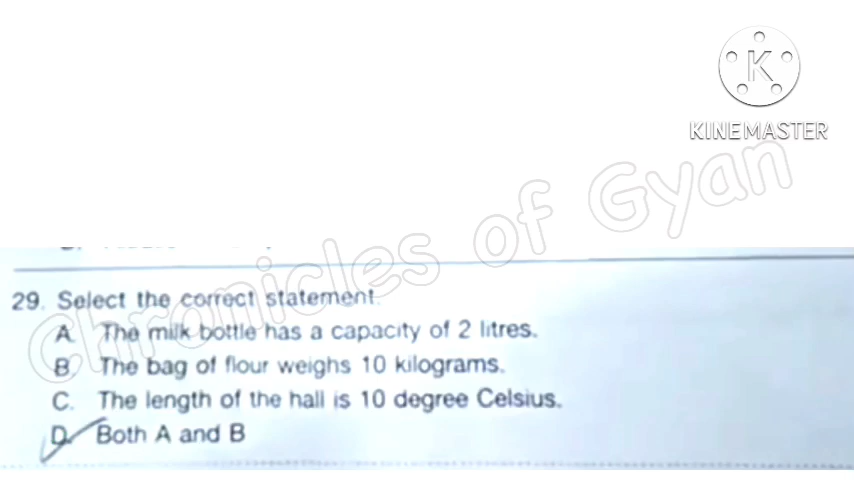 K
KINEMASTER
Chronicles of Gyan
29. Select the correct statement.
A. The milk bottle has a capacity of 2 litres.
B. The bag of flour weighs 10 kilograms.
C. The length of the hall is 10 degree Celsius.
D. Both A and B